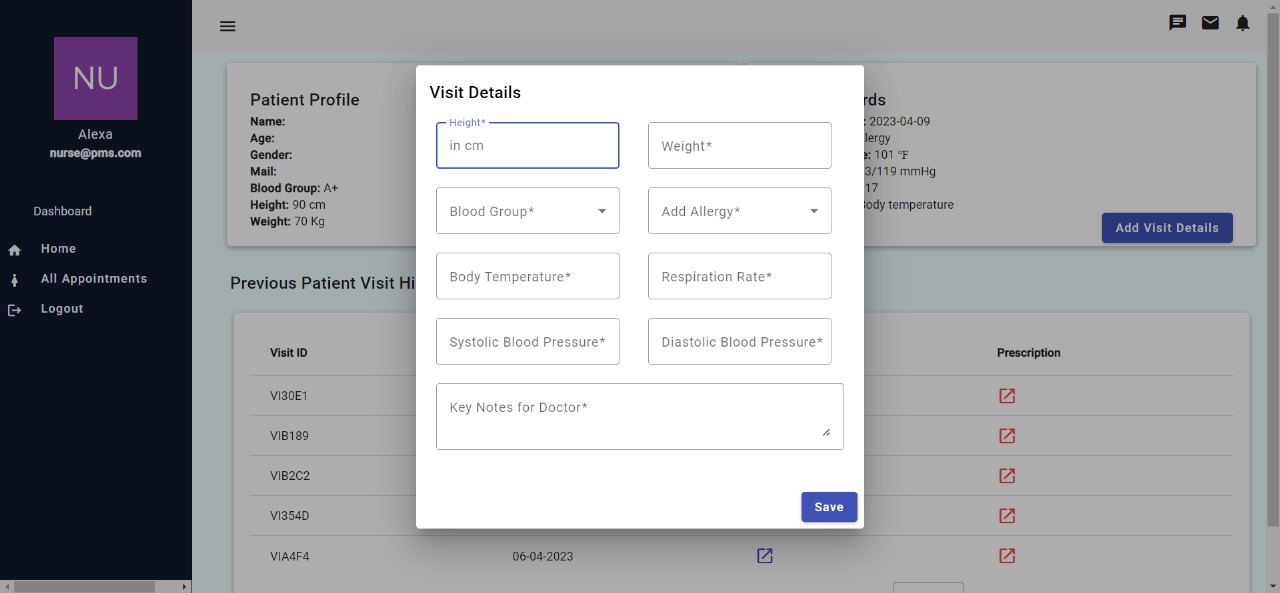 NU
Alexa
nurse@pms.com
Dashboard
Home
All Appointments
Logout
Patient Profile
Name:
Age:
Gender:
Mail:
Blood Group: A+
Height: 90 cm
Weight: 70 Kg
rds
: 2023-04-09
lergy
e: 101 °F
3/119 mmHg
17
Body temperature
Add Visit Details
Previous Patient Visit Hi
Visit ID
Prescription
VI30E1
VIB189
VIB2C2
VI354D
VIA4F4 06-04-2023
Visit Details
Height*
in cm
Weight*
Blood Group*
Add Allergy*
Body Temperature*
Respiration Rate*
Systolic Blood Pressure*
Diastolic Blood Pressure*
Key Notes for Doctor*
Save